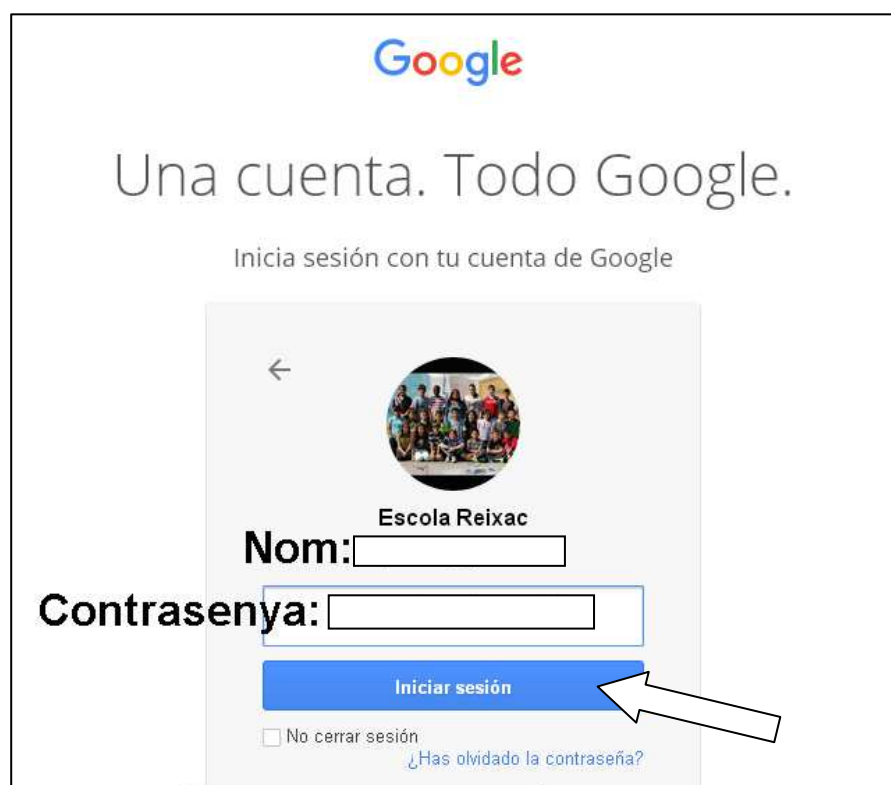 Google
Una cuenta. Todo Google.
Inicia sesión con tu cuenta de Google
Escola Reixac
Nom:
Contrasenya:
Iniciar sesión
No cerrar sesión
¿Has olvidado la contraseña?